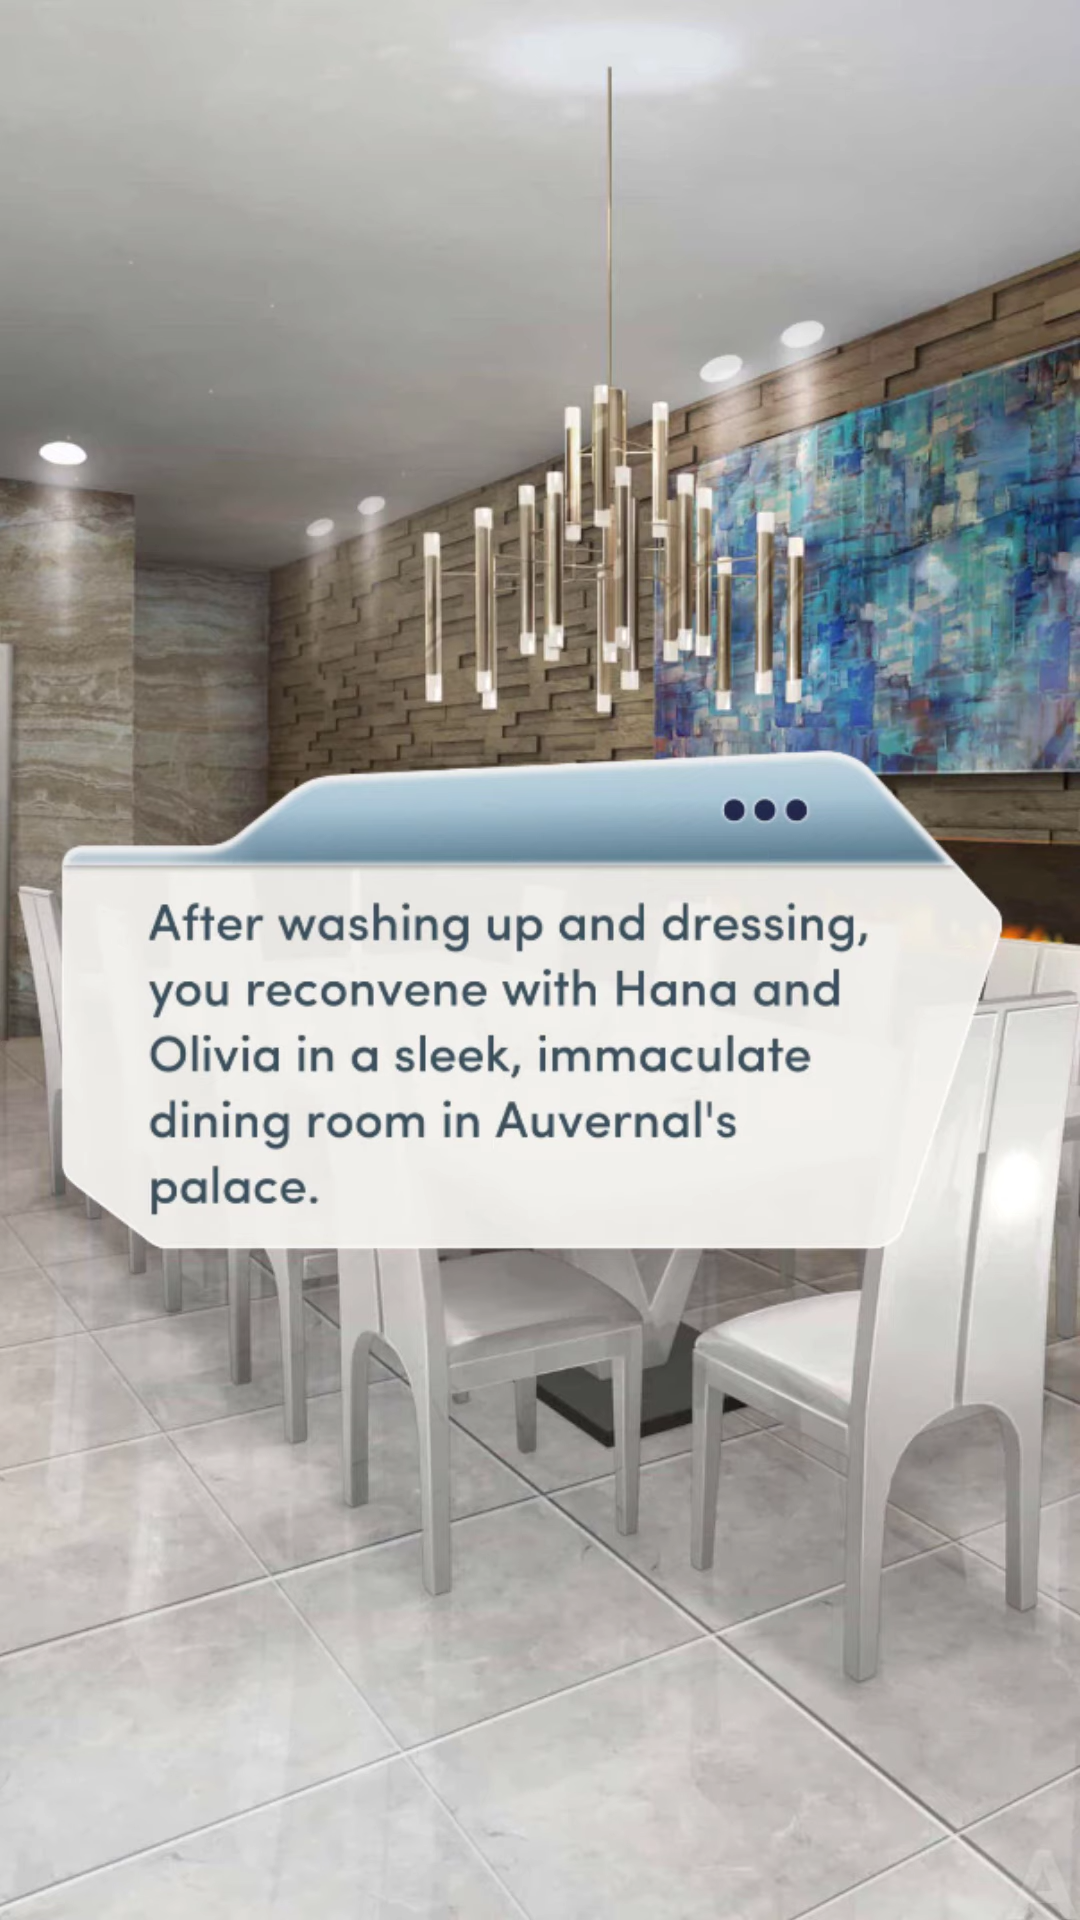 After washing up and dressing,
you reconvene with Hana and
Olivia in a sleek, immaculate
dining room in Auvernal's
palace.